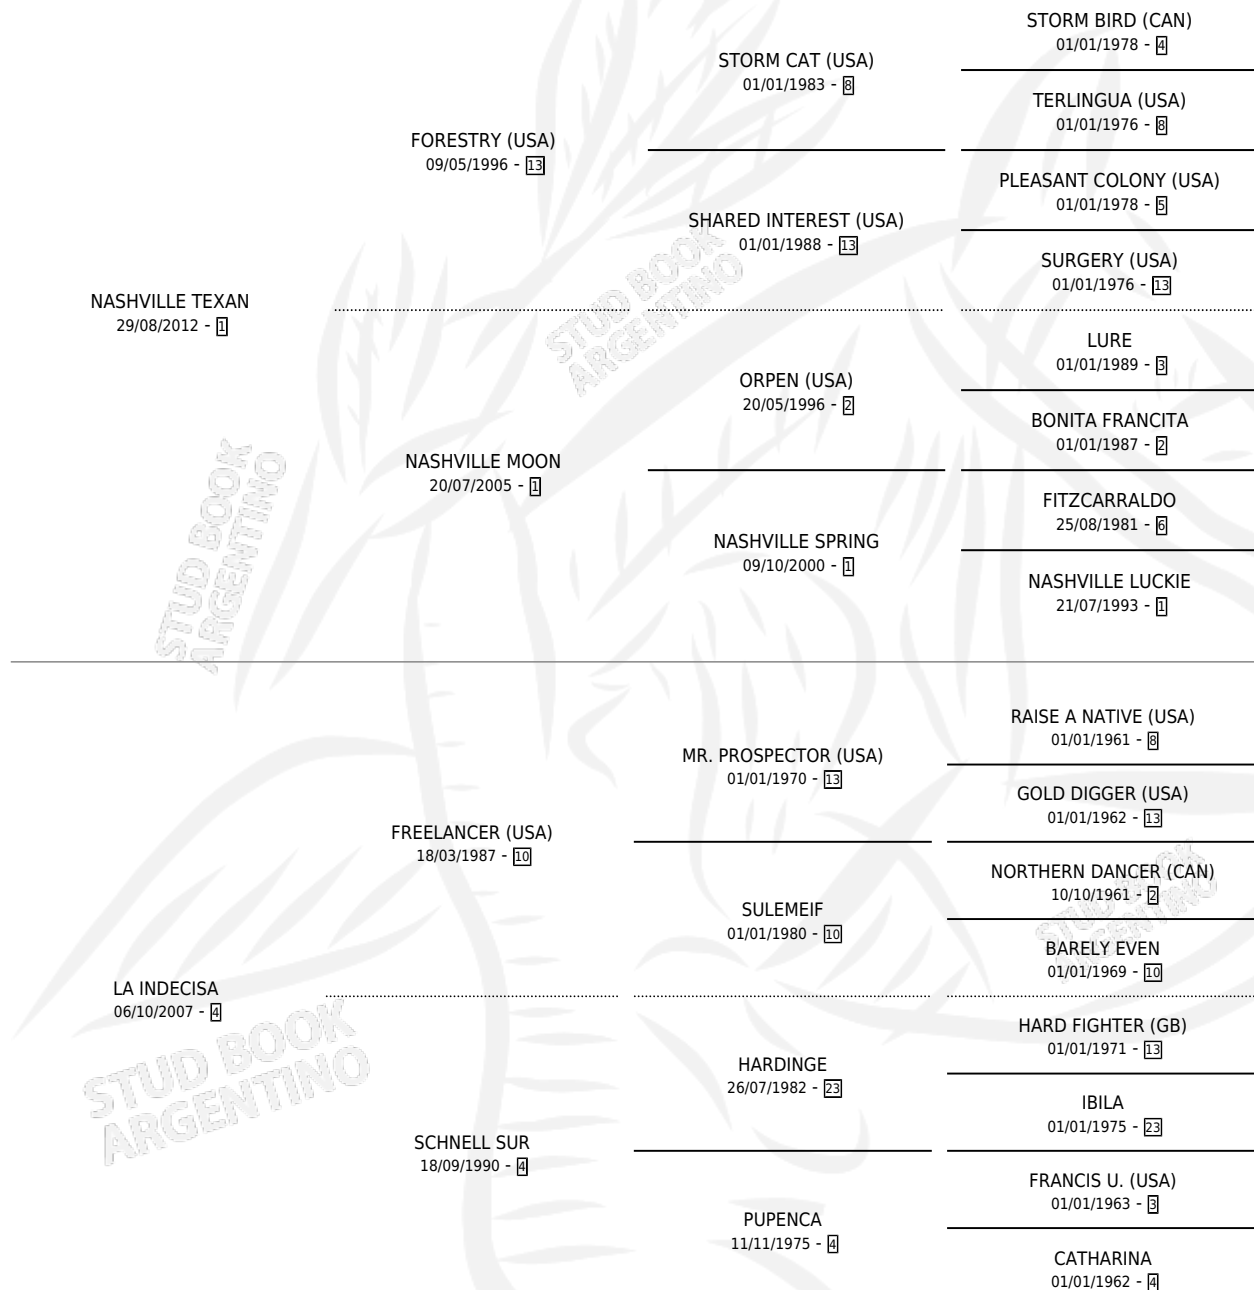 STORM BIRD (CAN)
01/01/1978 - 4
STORM CAT (USA)
01/01/1983 - 8
TERLINGUA (USA)
01/01/1976 - 8
FORESTRY (USA)
09/05/1996 - 13
PLEASANT COLONY (USA)
01/01/1978 - 5
SHARED INTEREST (USA)
01/01/1988 - 13
SURGERY (USA)
01/01/1976 - 13
NASHVILLE TEXAN
29/08/2012 - 1
LURE
01/01/1989 - 3
ORPEN (USA)
20/05/1996 - 2
BONITA FRANCITA
01/01/1987 - 2
NASHVILLE MOON
20/07/2005 - 1
FITZCARRALDO
25/08/1981 - 6
NASHVILLE SPRING
09/10/2000 - 1
NASHVILLE LUCKIE
21/07/1993 - 1
RAISE A NATIVE (USA)
01/01/1961 - 8
MR. PROSPECTOR (USA)
01/01/1970 - 13
GOLD DIGGER (USA)
01/01/1962 - 13
FREELANCER (USA)
18/03/1987 - 10
NORTHERN DANCER (CAN)
10/10/1961 - 2
SULEMEIF
01/01/1980 - 10
BARELY EVEN
01/01/1969 - 10
LA INDECISA
06/10/2007 - 4
HARD FIGHTER (GB)
01/01/1971 - 13
HARDINGE
26/07/1982 - 23
IBILA
01/01/1975 - 23
SCHNELL SUR
18/09/1990 - 4
FRANCIS U. (USA)
01/01/1963 - 3
PUPENCA
11/11/1975 - 4
CATHARINA
01/01/1962 - 4
STUD BOOK
ARGENTINO
STUD BOOK
ARGENTINO
STUD BOOK
ARGENTINO
STUD BOOK
ARGENTINO